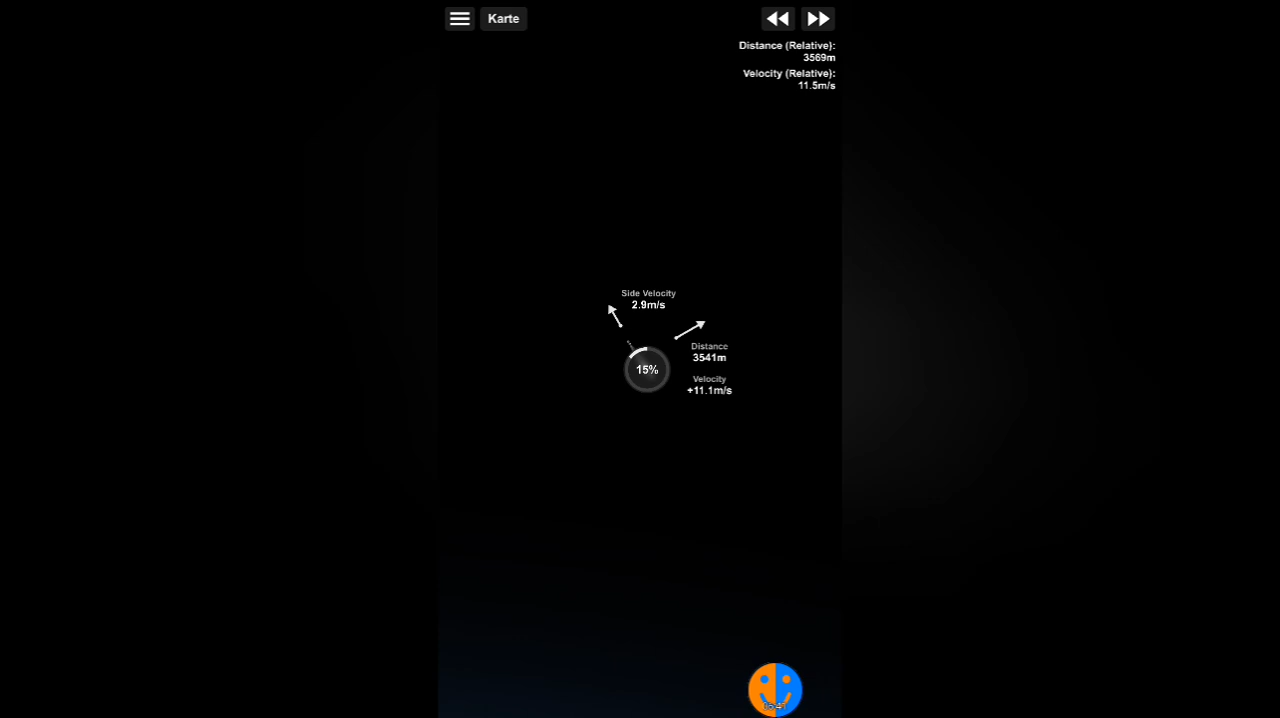 Karte
Distance (Relative):
3569m
Velocity (Relative):
11.5m/s
Side Velocity
2.9m/s
Distance
3541m
15%
Velocity
+11.1m/s